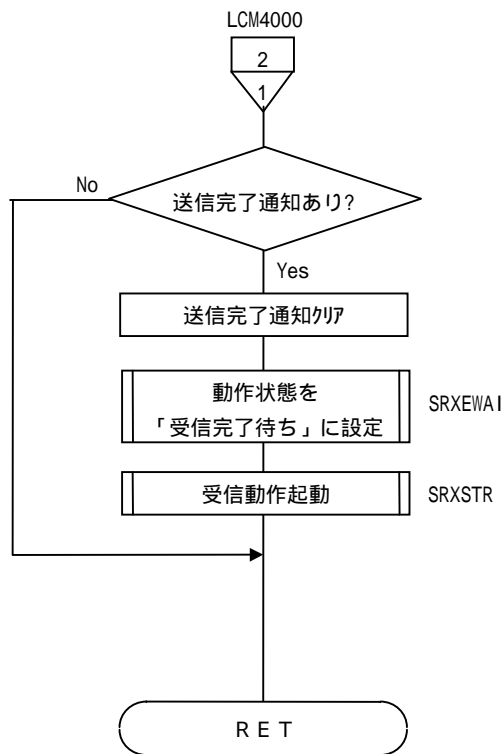 LCM4000
2
1
No
送信完了通知あり?
Yes
送信完了通知ｸﾘｱ
動作状態を
「受信完了待ち」に設定
SRXEWAI
受信動作起動
SRXSTR
ＲＥＴ